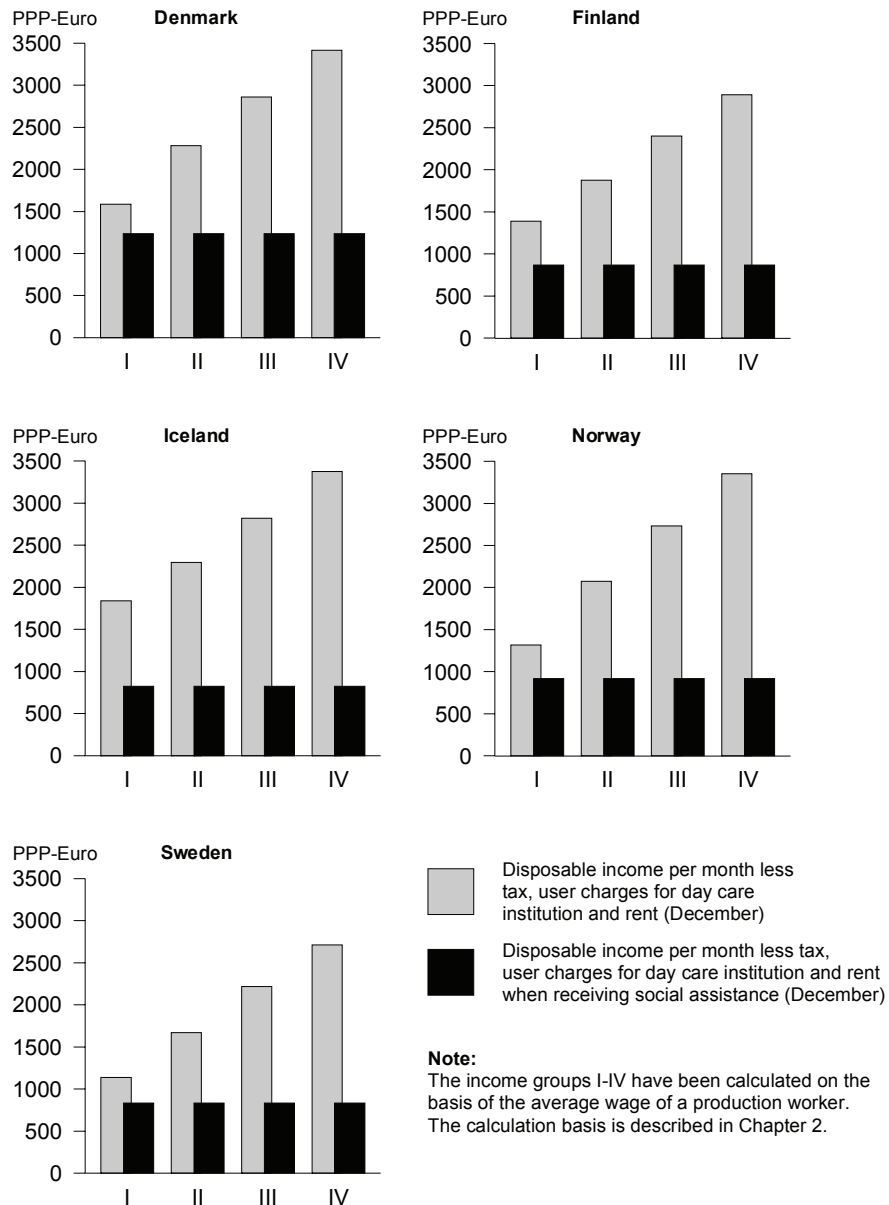 PPP-Euro Denmark
3500
3000
2500
2000
1500
1000
500
0
I II III IV
PPP-Euro Finland
3500
3000
2500
2000
1500
1000
500
0
I II III IV
PPP-Euro Iceland
3500
3000
2500
2000
1500
1000
500
0
I II III IV
PPP-Euro Norway
3500
3000
2500
2000
1500
1000
500
0
I II III IV
PPP-Euro Sweden
3500
3000
2500
2000
1500
1000
500
0
I II III IV
Disposable income per month less
tax, user charges for day care
institution and rent (December)
Disposable income per month less tax,
user charges for day care institution and rent
when receiving social assistance (December)
Note:
The income groups I-IV have been calculated on the
basis of the average wage of a production worker.
The calculation basis is described in Chapter 2.